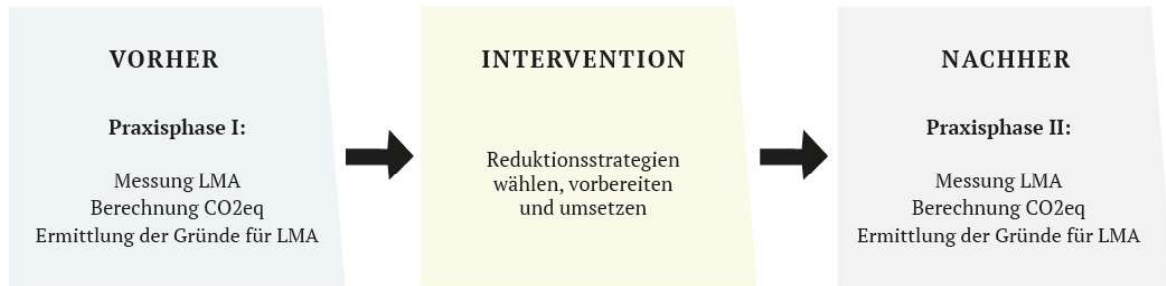 VORHER
Praxisphase I:
Messung LMA
Berechnung CO2eq
Ermittlung der Gründe für LMA
INTERVENTION
Reduktionsstrategien
wählen, vorbereiten
und umsetzen
NACHHER
Praxisphase II:
Messung LMA
Berechnung CO2eq
Ermittlung der Gründe für LMA